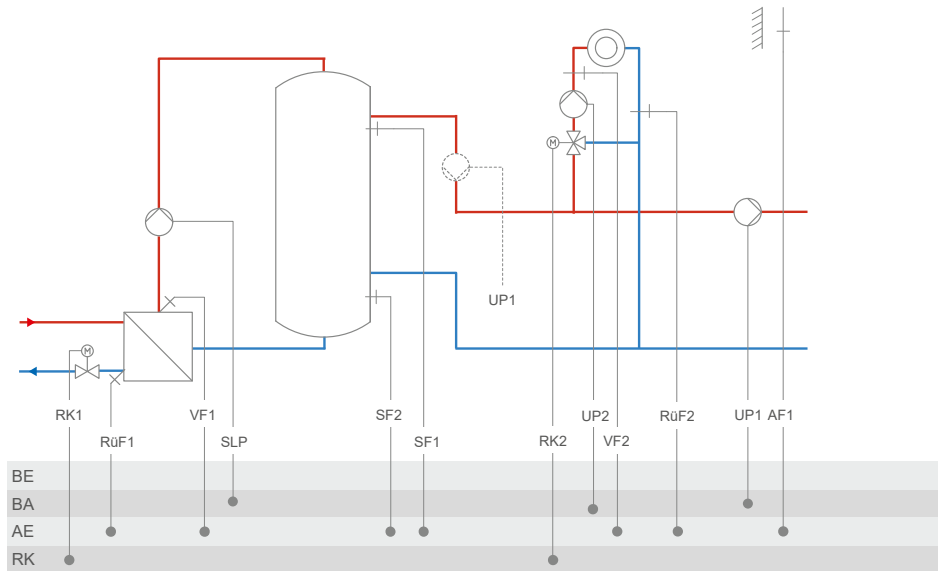 M
M
UP1
RK1
VF1
SF2
UP2
RüF2
UP1
AF1
RüF1
SLP
SF1
RK2
VF2
BE
BA
AE
RK